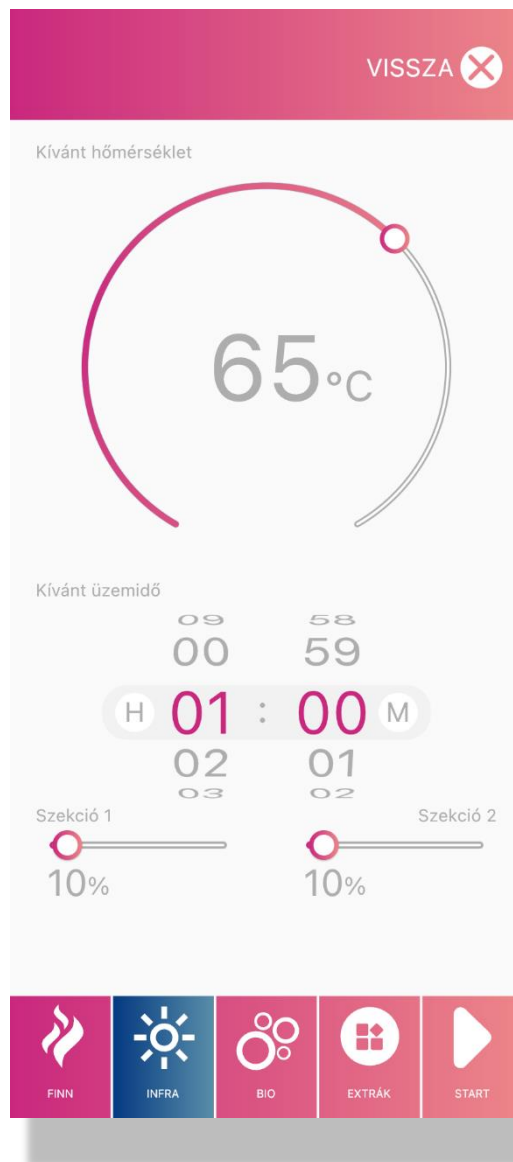 VISSZA
Kívánt hőmérséklet
65°C
Kívánt üzemidő
09 58
00 59
H 01 : 00 M
02 01
03 02
Szekció 1 Szekció 2
10% 10%
FINN INFRA BIO EXTRÁK START